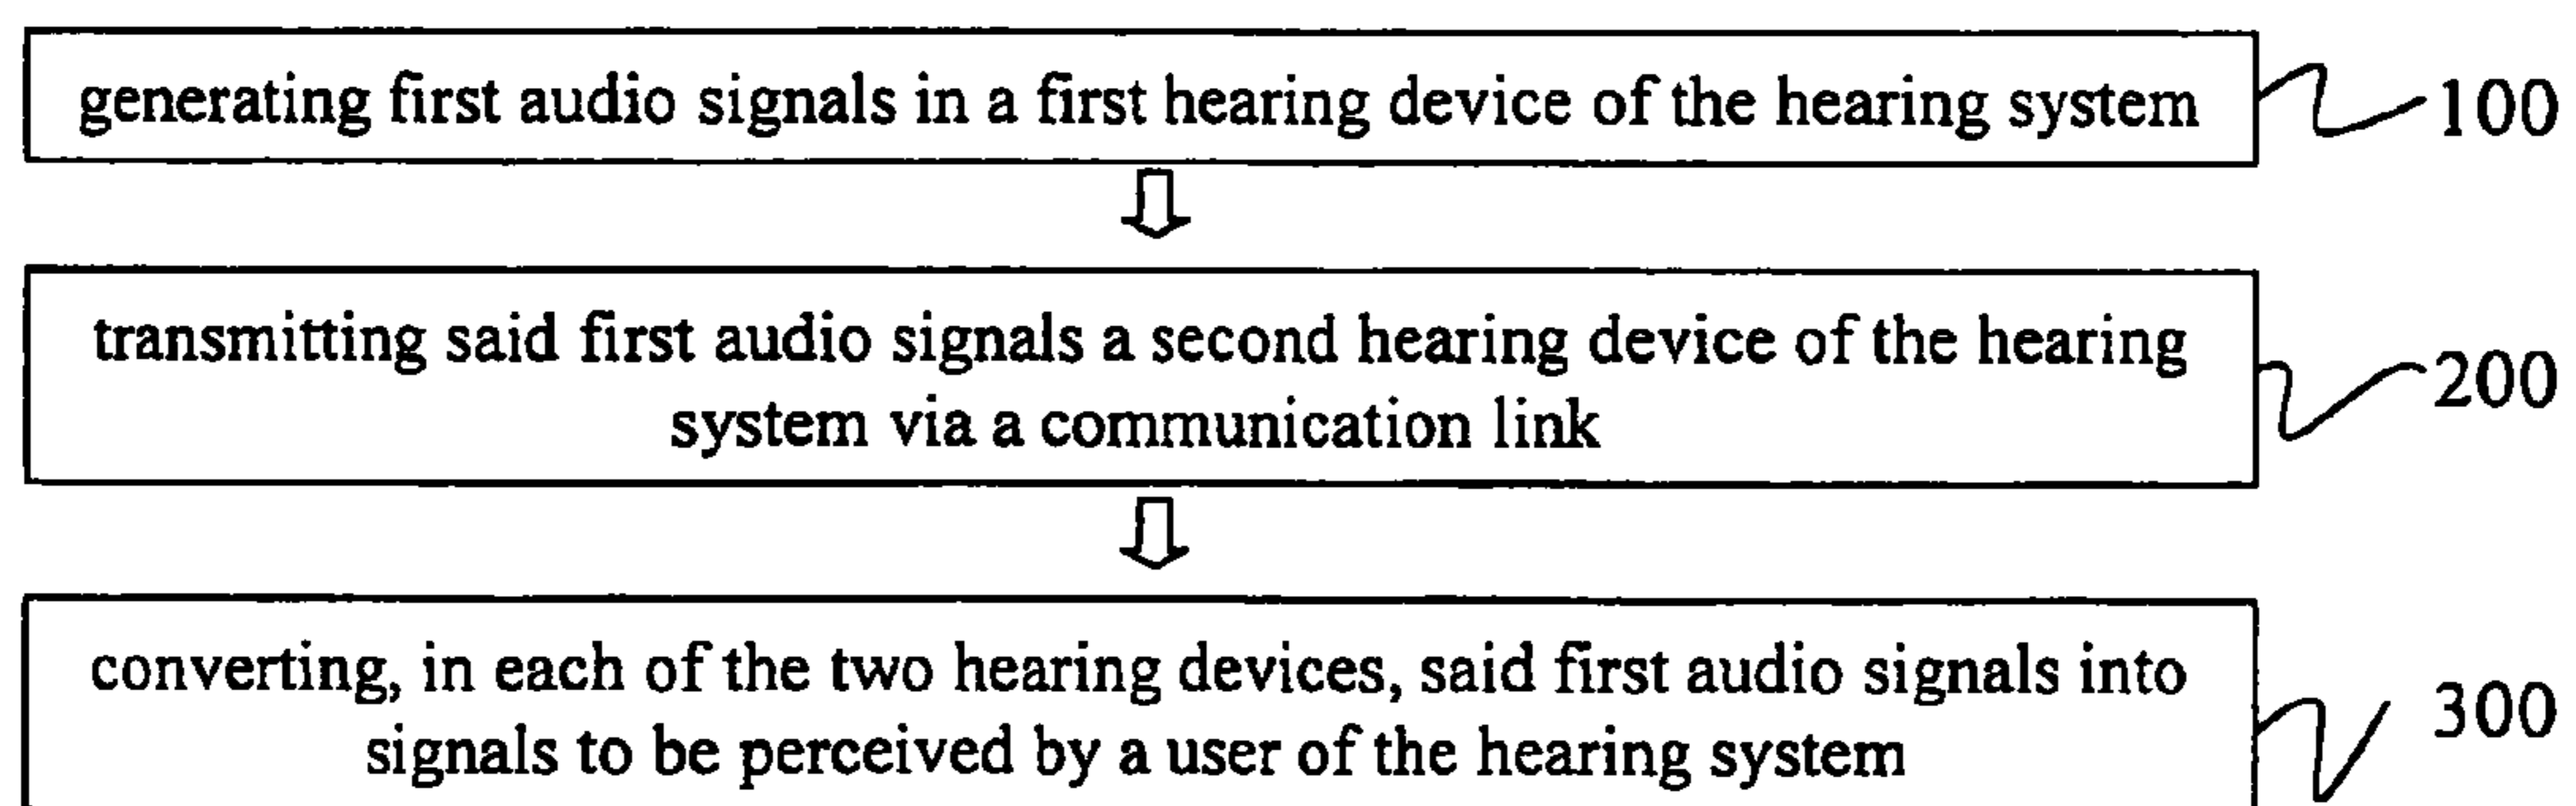 generating first audio signals in a first hearing device of the hearing system
100
transmitting said first audio signals a second hearing device of the hearing
system via a communication link
200
converting, in each of the two hearing devices, said first audio signals into
signals to be perceived by a user of the hearing system
300